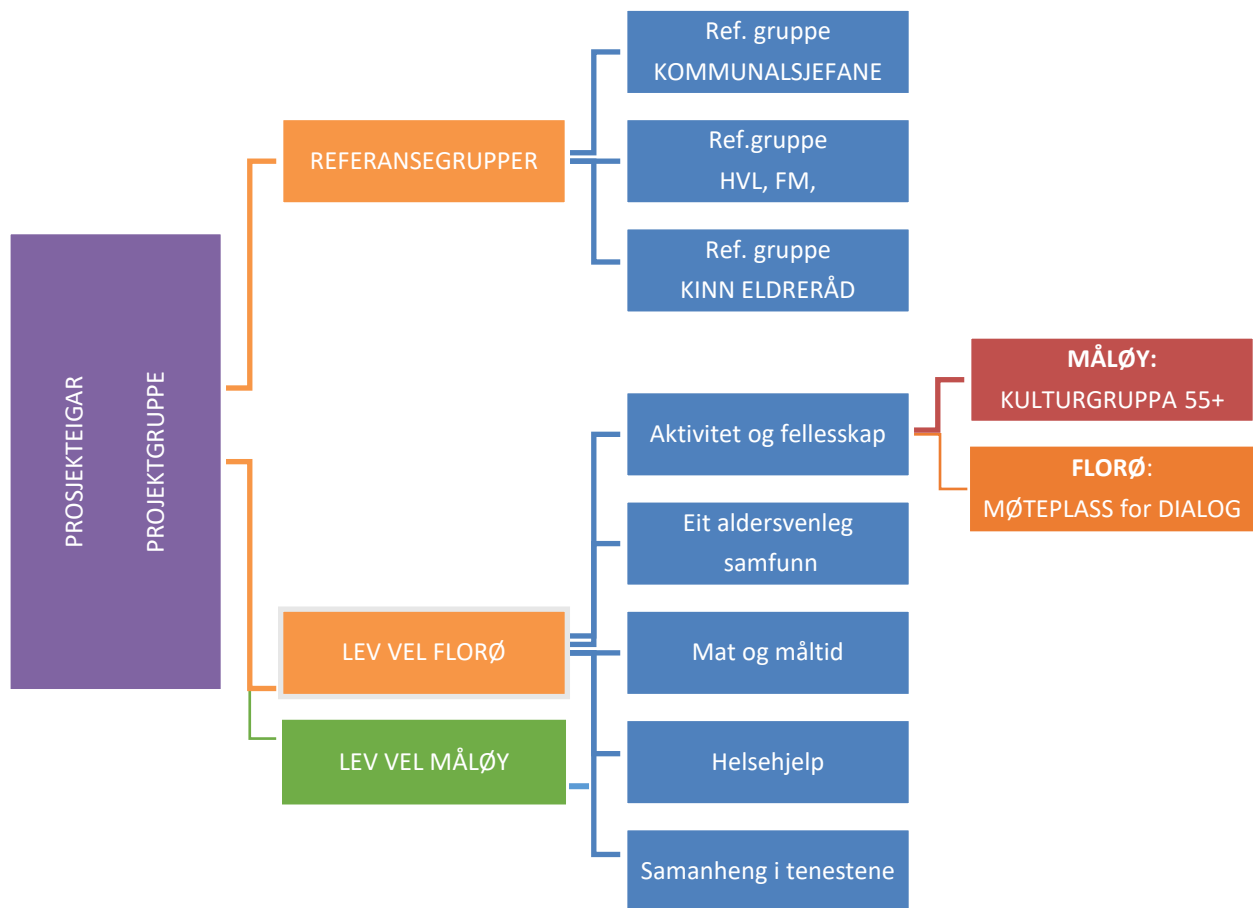 PROSJEKTEIGAR
PROJEKTGRUPPE
REFERANSEGRUPPER
Ref. gruppe
KOMMUNALSJEFANE
Ref.gruppe
HVL, FM,
Ref. gruppe
KINN ELDRERÅD
LEV VEL FLORØ
LEV VEL MÅLØY
Aktivitet og fellesskap
Eit aldersvenleg
samfunn
Mat og måltid
Helsehjelp
Samanheng i tenestene
MÅLØY:
KULTURGRUPPA 55+
FLORØ:
MØTEPLASS for DIALOG